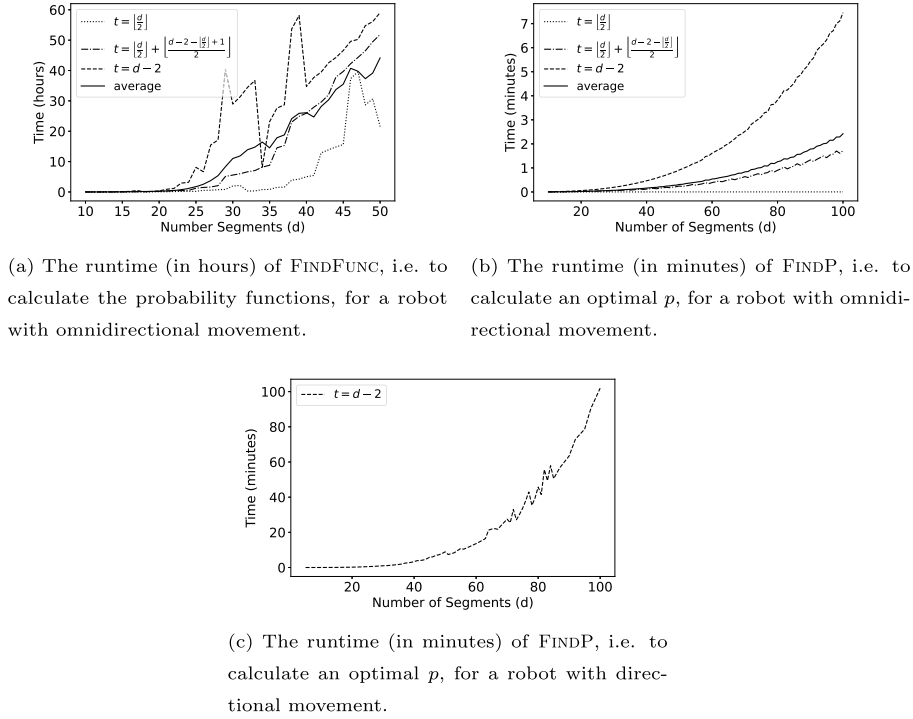 60
50
40
30
20
10
0
Time (hours)
t = ⌊d/2⌋
t = ⌊d/2⌋ + ⌊(d−2−⌊d/2⌋+1)/2⌋
t = d − 2
average
10 15 20 25 30 35 40 45 50
Number Segments (d)
7
6
5
4
3
2
1
0
Time (minutes)
t = ⌊d/2⌋
t = ⌊d/2⌋ + ⌊(d−2−⌊d/2⌋)/2⌋
t = d − 2
average
20 40 60 80 100
Number of Segments (d)
(a) The runtime (in hours) of FINDFUNC, i.e. to
calculate the probability functions, for a robot
with omnidirectional movement.
(b) The runtime (in minutes) of FINDP, i.e. to
calculate an optimal p, for a robot with omnidi-
rectional movement.
100
80
60
40
20
0
Time (minutes)
t = d − 2
20 40 60 80 100
Number of Segments (d)
(c) The runtime (in minutes) of FINDP, i.e. to
calculate an optimal p, for a robot with direc-
tional movement.